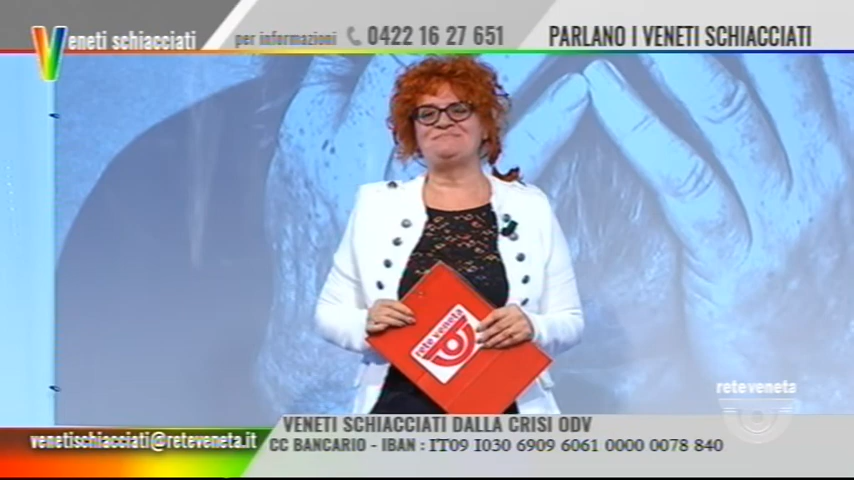 Veneti schiacciati
per informazioni 0422 16 27 651
PARLANO I VENETI SCHIACCIATI
rete veneta
reteveneta
VENETI SCHIACCIATI DALLA CRISI ODV
venetischiacciati@reteveneta.it
CC BANCARIO - IBAN : IT09 I030 6909 6061 0000 0078 840